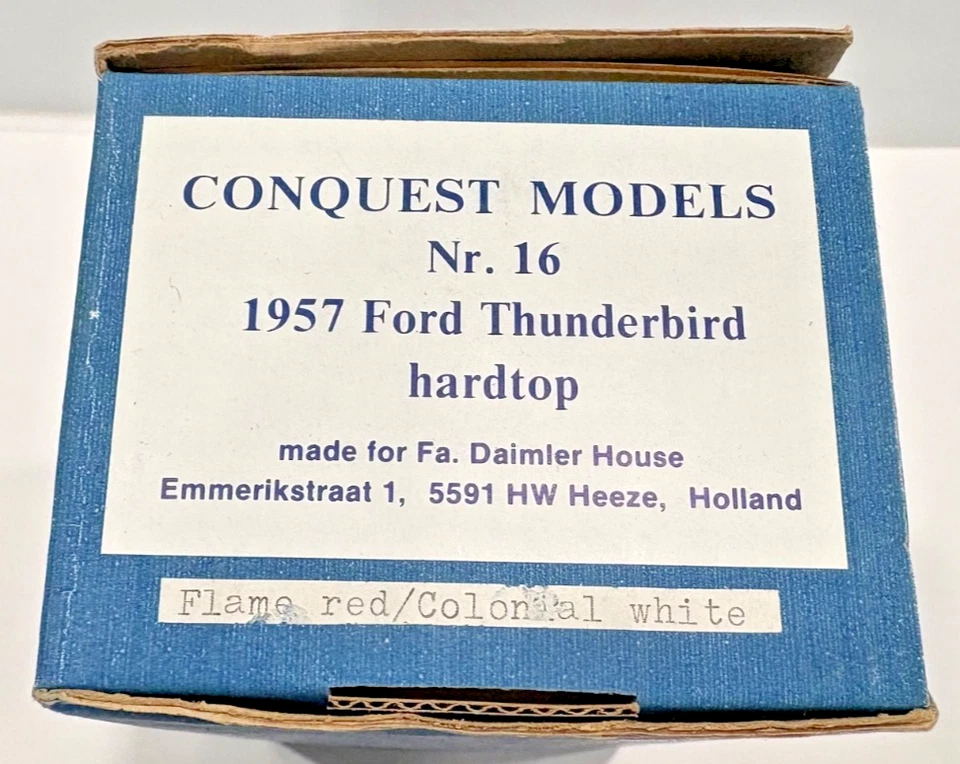 CONQUEST MODELS
Nr. 16
1957 Ford Thunderbird
hardtop
made for Fa. Daimler House
Emmerikstraat 1, 5591 HW Heeze, Holland
Flame red/Colonial white